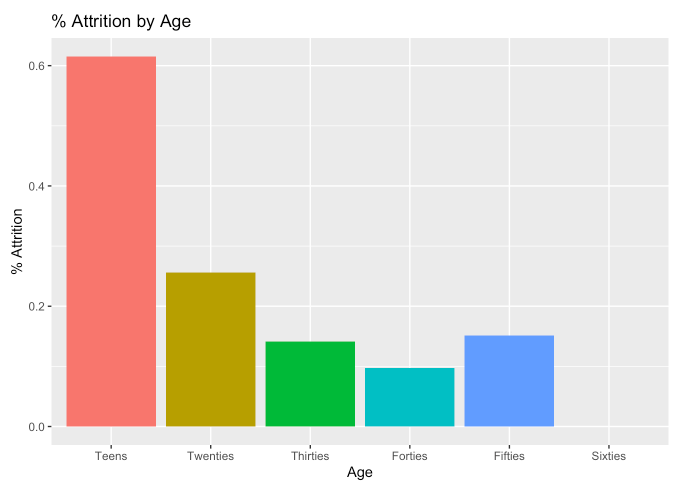 % Attrition by Age
% Attrition
0.6
0.4
0.2
0.0
Teens Twenties Thirties Forties Fifties Sixties
Age